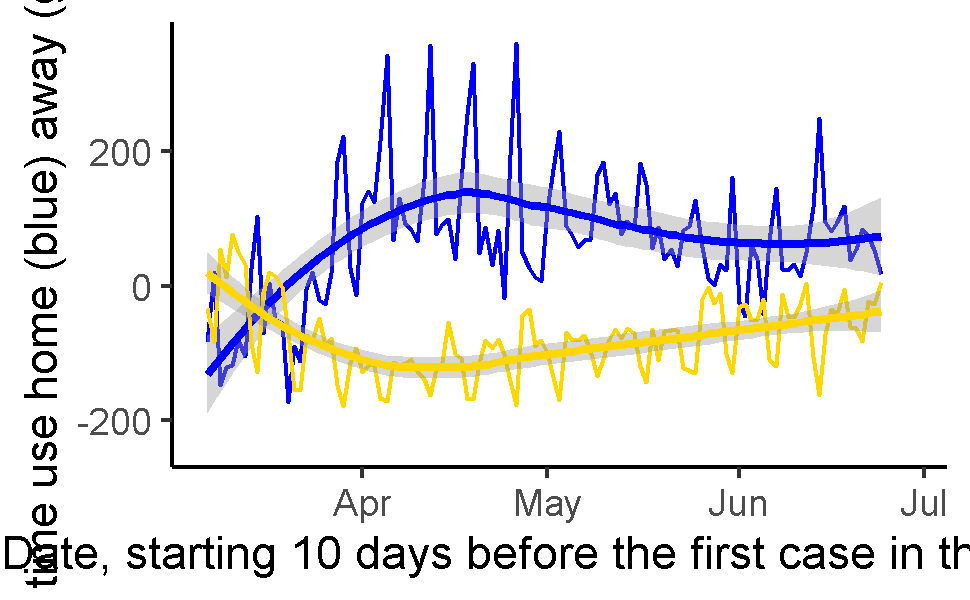 time use home (blue) away (
200
0
-200
Apr May Jun Jul
Date, starting 10 days before the first case in th